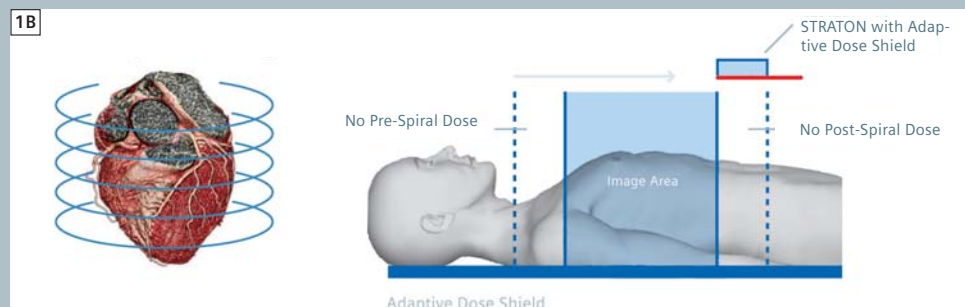 1B
STRATON with Adap-
tive Dose Shield
No Pre-Spiral Dose
No Post-Spiral Dose
Image Area
Adaptive Dose Shield